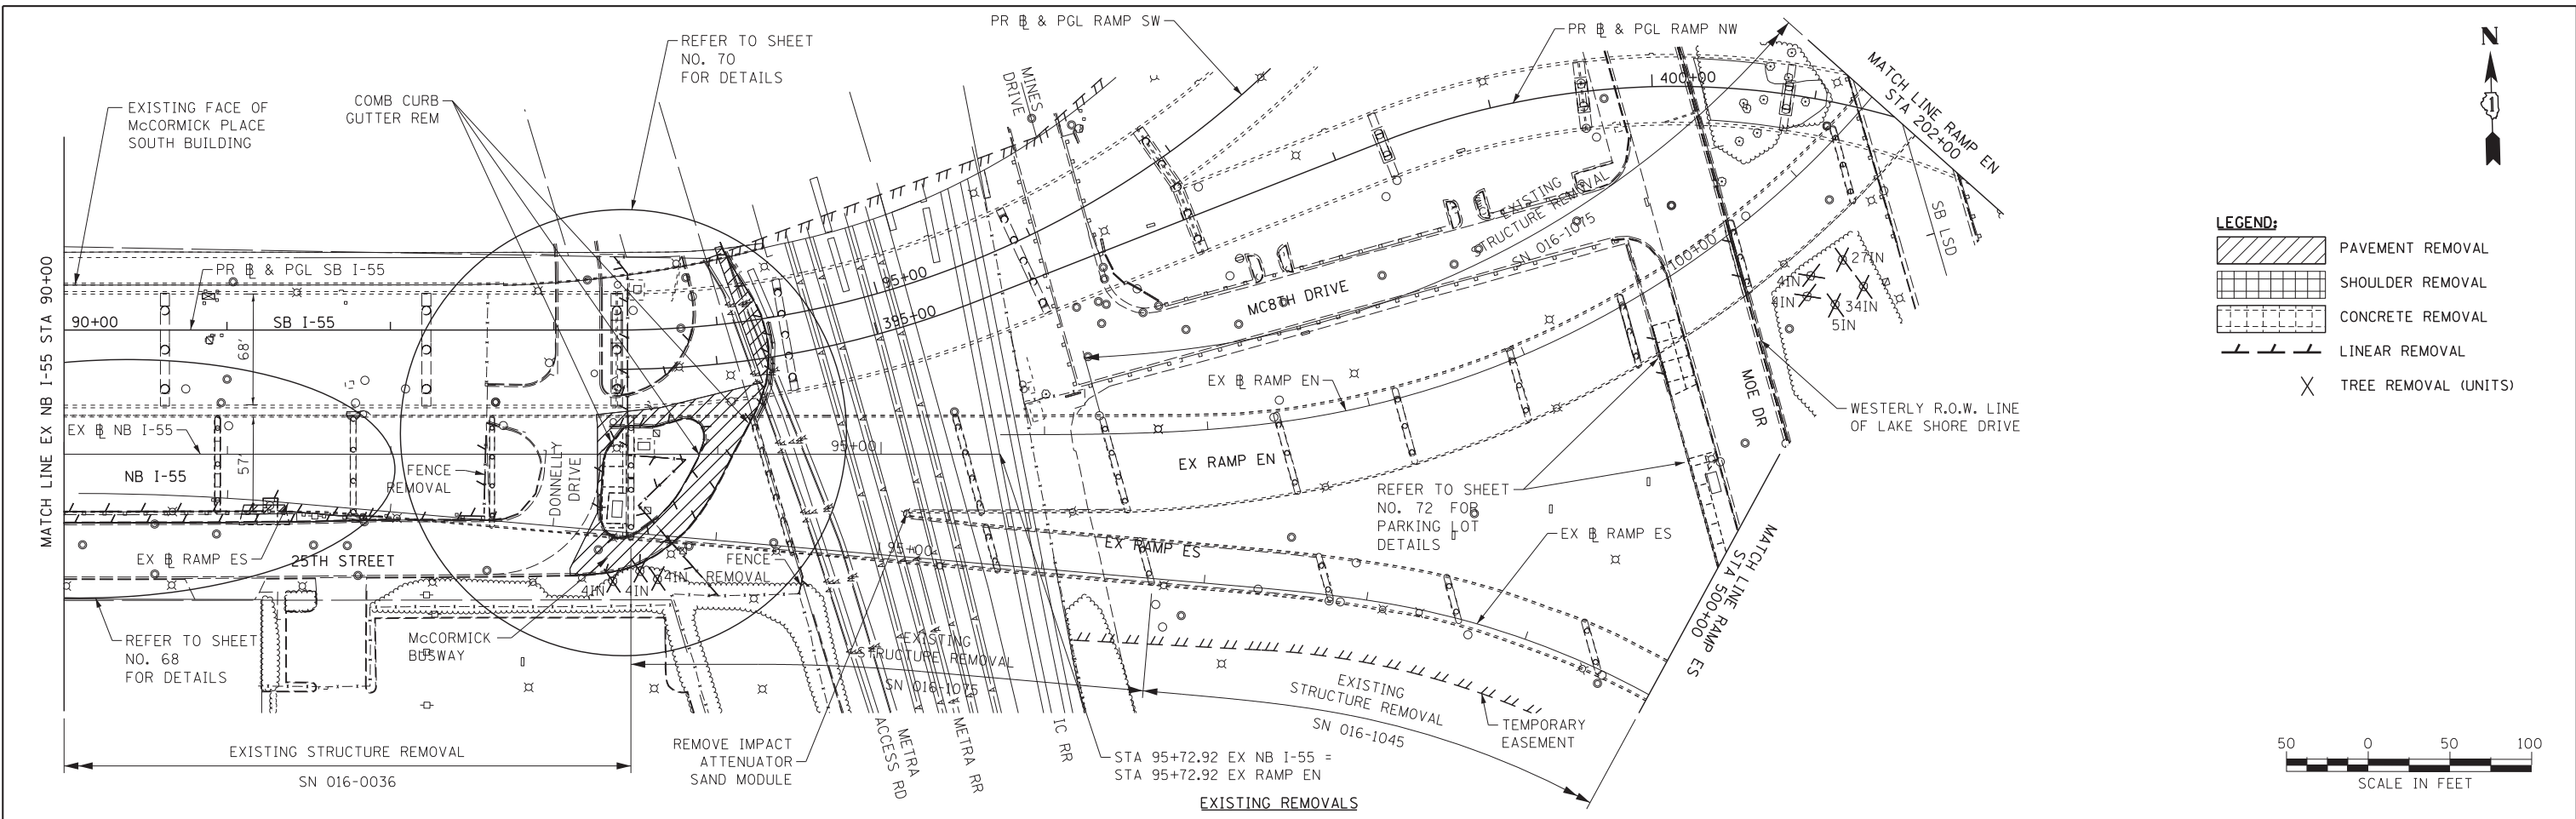 PR ℄ & PGL RAMP SW
PR ℄ & PGL RAMP NW
REFER TO SHEET
NO. 70
FOR DETAILS
COMB CURB
GUTTER REM
EXISTING FACE OF
McCORMICK PLACE
SOUTH BUILDING
MINES
DRIVE
400+00
MATCH LINE RAMP EN
STA 202+00
N
1
LEGEND:
PAVEMENT REMOVAL
SHOULDER REMOVAL
CONCRETE REMOVAL
LINEAR REMOVAL
TREE REMOVAL (UNITS)
MATCH LINE EX NB I-55 STA 90+00
PR ℄ & PGL SB I-55
90+00
SB I-55
68'
95+00
395+00
EXISTING
STRUCTURE REMOVAL
SN 016-1075
MC8TH DRIVE
100+00
SB LSD
27IN
4IN
4IN
34IN
5IN
EX ℄ RAMP EN
MOE DR
WESTERLY R.O.W. LINE
OF LAKE SHORE DRIVE
EX ℄ NB I-55
57'
NB I-55
FENCE
REMOVAL
DONNELLY
DRIVE
95+00
EX RAMP EN
REFER TO SHEET
NO. 72 FOR
PARKING LOT
DETAILS
EX ℄ RAMP ES
25TH STREET
95+00
EX RAMP ES
EX ℄ RAMP ES
FENCE
REMOVAL
4IN
4IN
4IN
MATCH LINE RAMP ES
STA 500+00
REFER TO SHEET
NO. 68
FOR DETAILS
McCORMICK
BUSWAY
EXISTING
STRUCTURE REMOVAL
SN 016-1075
EXISTING
STRUCTURE REMOVAL
SN 016-1045
TEMPORARY
EASEMENT
EXISTING STRUCTURE REMOVAL
SN 016-0036
REMOVE IMPACT
ATTENUATOR
SAND MODULE
METRA
ACCESS RD
METRA RR
IC RR
STA 95+72.92 EX NB I-55 =
STA 95+72.92 EX RAMP EN
EXISTING REMOVALS
50 0 50 100
SCALE IN FEET